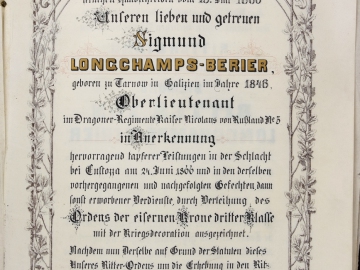 Unseren lieben und getreuen
Sigmund
LONGCHAMPS-BERIER,
geboren zu Tarnow in Galizien im Jahre 1846,
Oberlieutenant
im Dragoner-Regimente Kaiser Nicolaus von Rußland Nº 5
in Anerkennung
hervorragend tapferer Leistungen in der Schlacht
bei Custoza am 24. Juni 1866 und in den derselben
vorhergegangenen und nachgefolgten Gefechten dann
sonst erworbener Verdienste, durch Verleihung des
Ordens der eisernen Krone dritter Klasse
mit der Kriegsdecoration ausgezeichnet.
Nachdem nun Derselbe auf Grund der Statuten dieses
Unseres Ritter-Ordens um die Erhebung in den Rit-